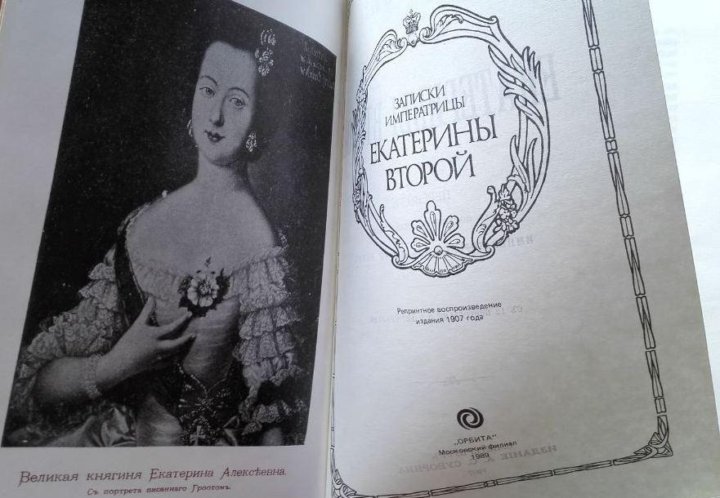 Великая княгиня Екатерина Алексѣевна.
Съ портрета писаннаго Гроотомъ.
ЗАПИСКИ
ИМПЕРАТРИЦЫ
ЕКАТЕРИНЫ
ВТОРОЙ
Репринтное воспроизведение
издания 1907 года
„ОРБИТА"
Московский филиал
1989